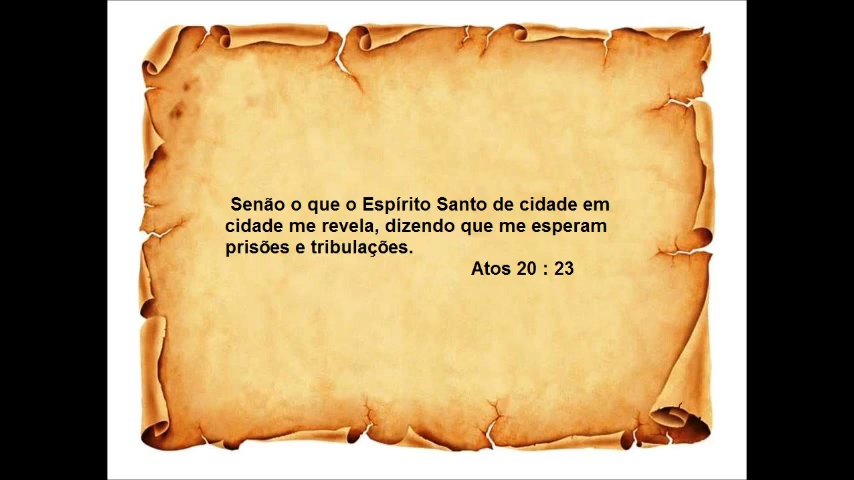 Senão o que o Espírito Santo de cidade em
cidade me revela, dizendo que me esperam
prisões e tribulações.
Atos 20 : 23